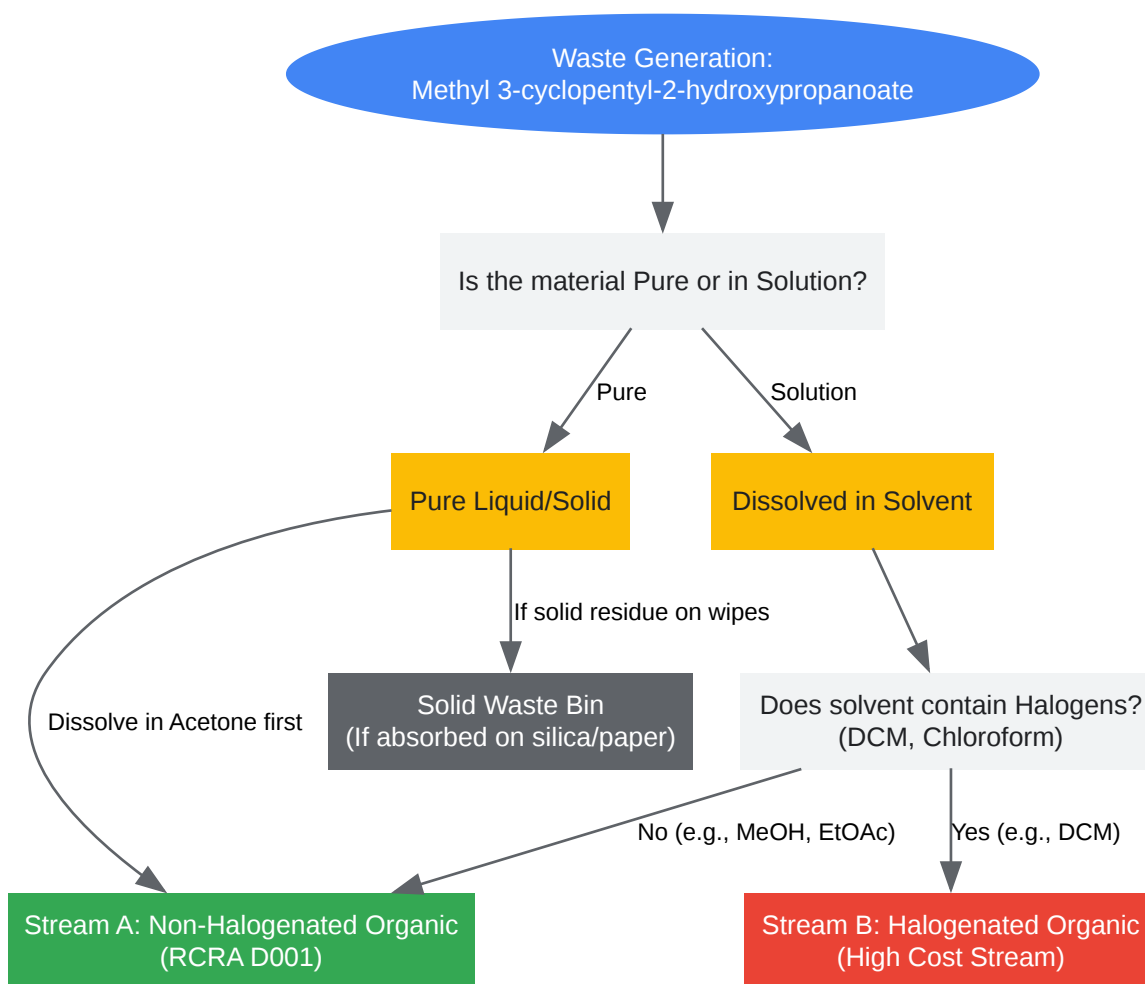 Waste Generation:
Methyl 3-cyclopentyl-2-hydroxypropanoate
Is the material Pure or in Solution?
Pure
Solution
Pure Liquid/Solid
Dissolved in Solvent
If solid residue on wipes
Solid Waste Bin
(If absorbed on silica/paper)
Does solvent contain Halogens?
(DCM, Chloroform)
Dissolve in Acetone first
No (e.g., MeOH, EtOAc)
Yes (e.g., DCM)
Stream A: Non-Halogenated Organic
(RCRA D001)
Stream B: Halogenated Organic
(High Cost Stream)